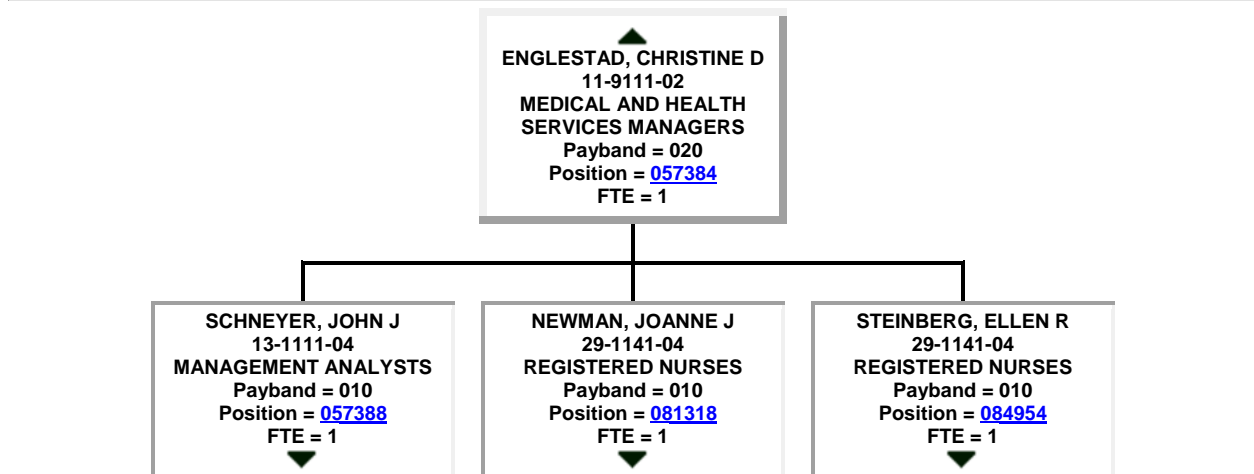 ENGLESTAD, CHRISTINE D
11-9111-02
MEDICAL AND HEALTH
SERVICES MANAGERS
Payband = 020
Position = 057384
FTE = 1
SCHNEYER, JOHN J
13-1111-04
MANAGEMENT ANALYSTS
Payband = 010
Position = 057388
FTE = 1
NEWMAN, JOANNE J
29-1141-04
REGISTERED NURSES
Payband = 010
Position = 081318
FTE = 1
STEINBERG, ELLEN R
29-1141-04
REGISTERED NURSES
Payband = 010
Position = 084954
FTE = 1